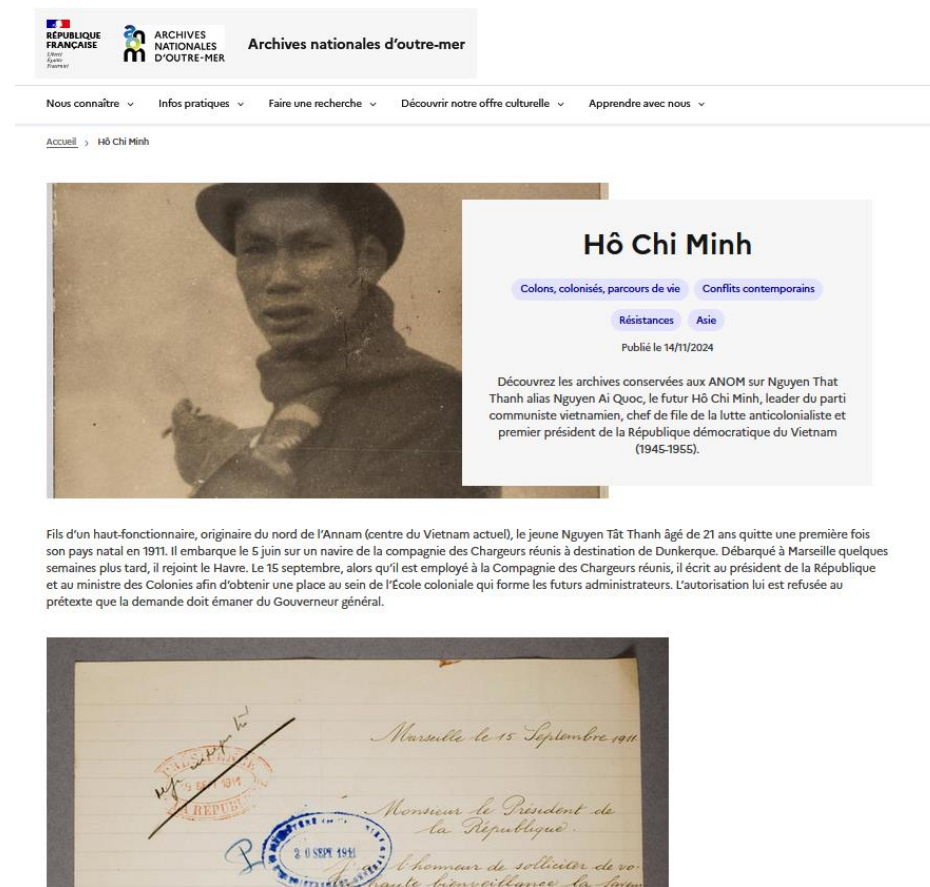 RÉPUBLIQUE
FRANÇAISE
Liberté
Égalité
Fraternité
ARCHIVES
NATIONALES
D'OUTRE-MER
Archives nationales d'outre-mer
Nous connaître
Infos pratiques
Faire une recherche
Découvrir notre offre culturelle
Apprendre avec nous
Accueil > Hô Chi Minh
Hô Chi Minh
Colons, colonisés, parcours de vie
Conflits contemporains
Résistances
Asie
Publié le 14/11/2024
Découvrez les archives conservées aux ANOM sur Nguyen That
Thanh alias Nguyen Ai Quoc, le futur Hô Chi Minh, leader du parti
communiste vietnamien, chef de file de la lutte anticolonialiste et
premier président de la République démocratique du Vietnam
(1945-1955).
Fils d'un haut-fonctionnaire, originaire du nord de l'Annam (centre du Vietnam actuel), le jeune Nguyen Tât Thanh âgé de 21 ans quitte une première fois
son pays natal en 1911. Il embarque le 5 juin sur un navire de la compagnie des Chargeurs réunis à destination de Dunkerque. Débarqué à Marseille quelques
semaines plus tard, il rejoint le Havre. Le 15 septembre, alors qu'il est employé à la Compagnie des Chargeurs réunis, il écrit au président de la République
et au ministre des Colonies afin d'obtenir une place au sein de l'École coloniale qui forme les futurs administrateurs. L'autorisation lui est refusée au
prétexte que la demande doit émaner du Gouverneur général.
Marseille le 15 Septembre 1911
Monsieur le Président de
la République.
20 SEPT 1911
l'honneur de solliciter de vo
haute bienveillance la faveur